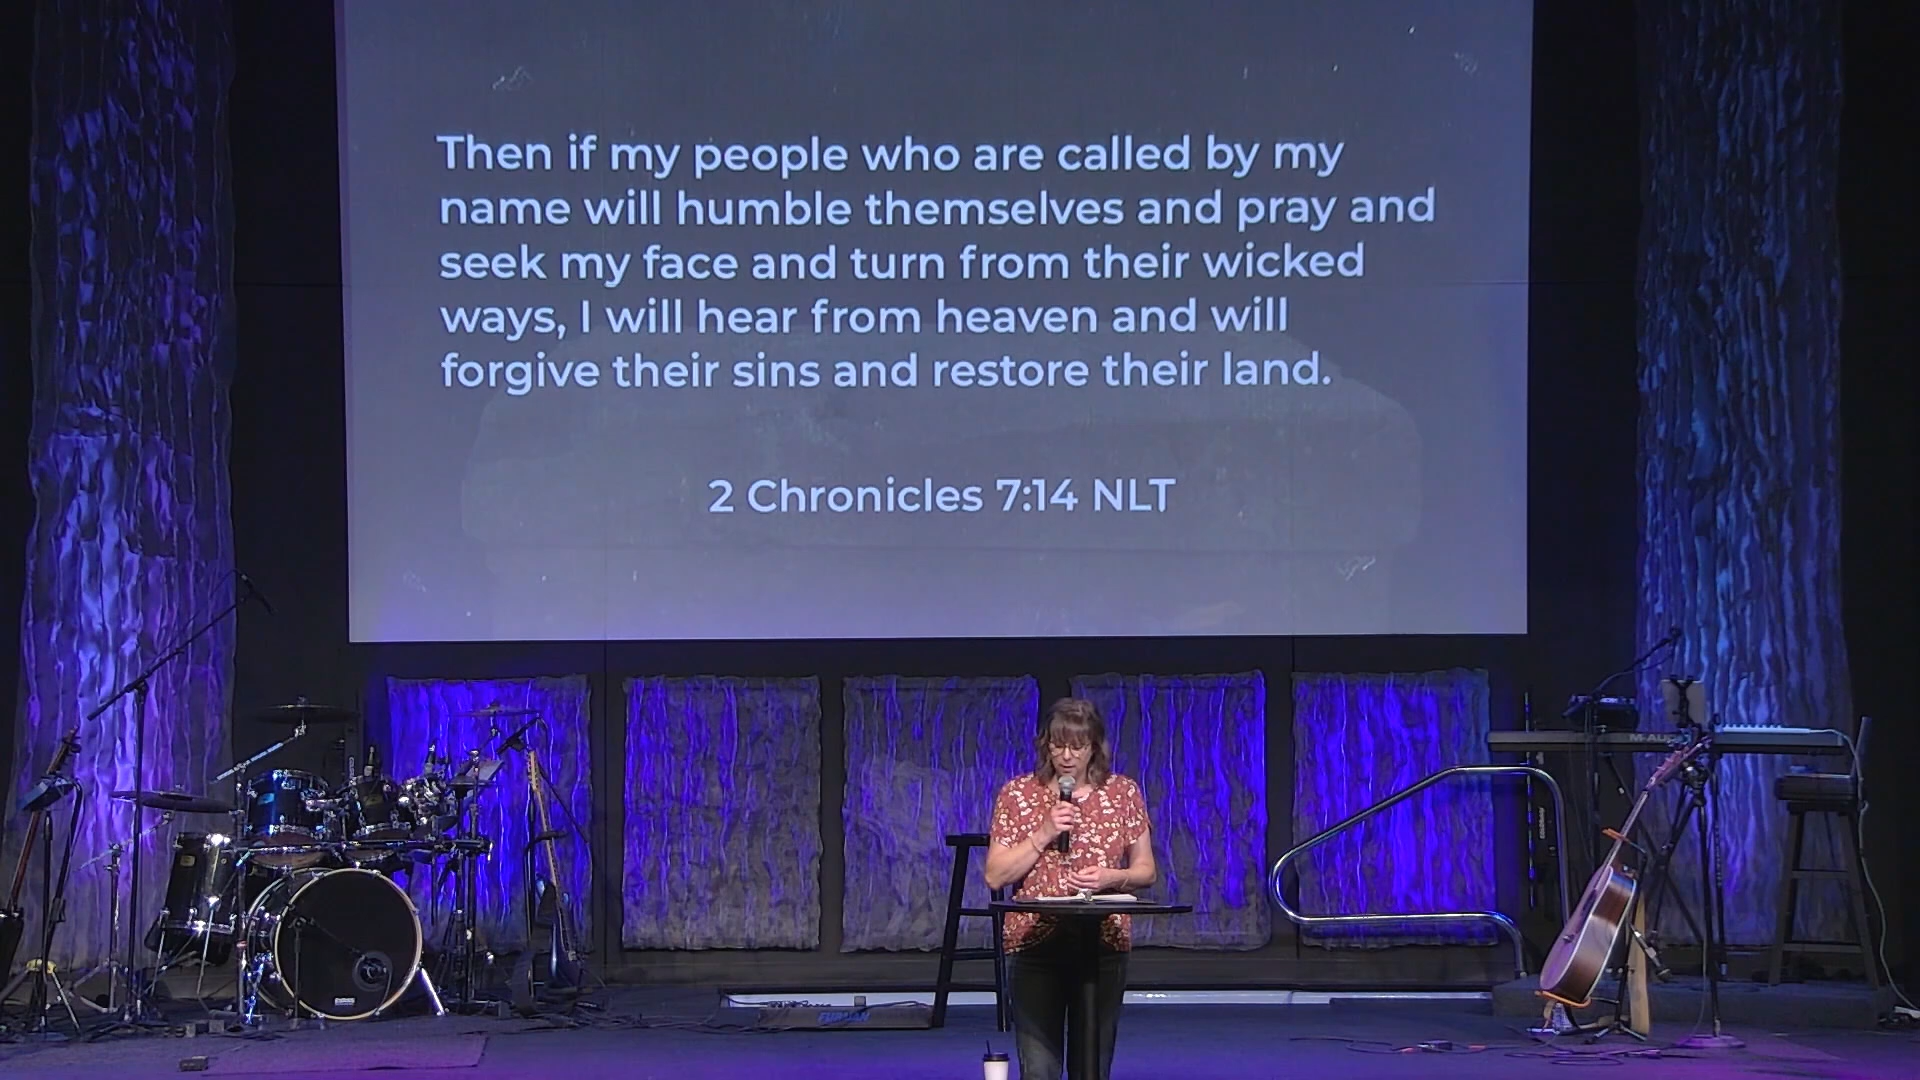 Then if my people who are called by my
name will humble themselves and pray and
seek my face and turn from their wicked
ways, I will hear from heaven and will
forgive their sins and restore their land.
2 Chronicles 7:14 NLT
M-AUDIO
FURMAN